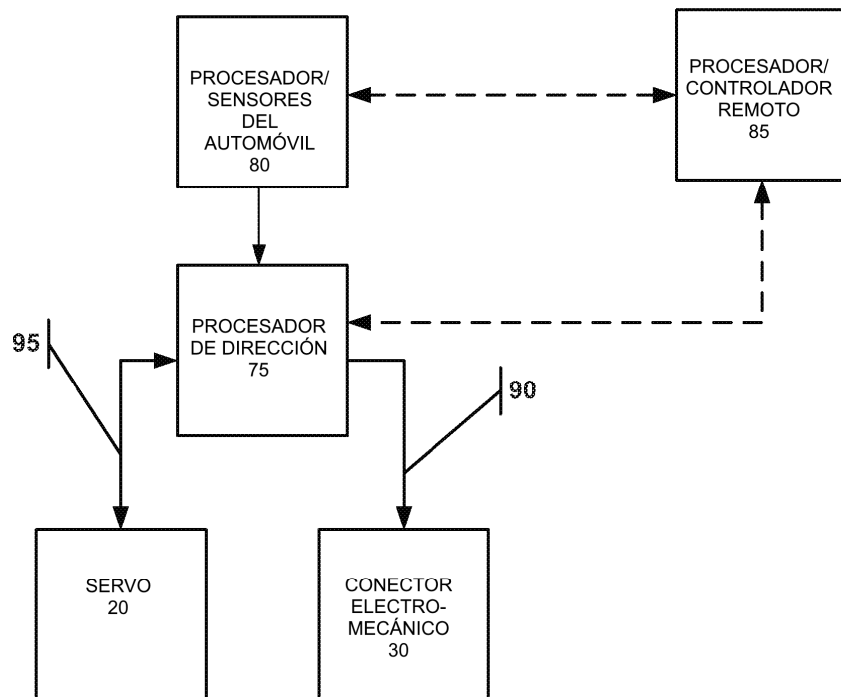 PROCESADOR/
SENSORES
DEL
AUTOMÓVIL
80
PROCESADOR/
CONTROLADOR
REMOTO
85
PROCESADOR
DE DIRECCIÓN
75
95
90
SERVO
20
CONECTOR
ELECTRO-
MECÁNICO
30